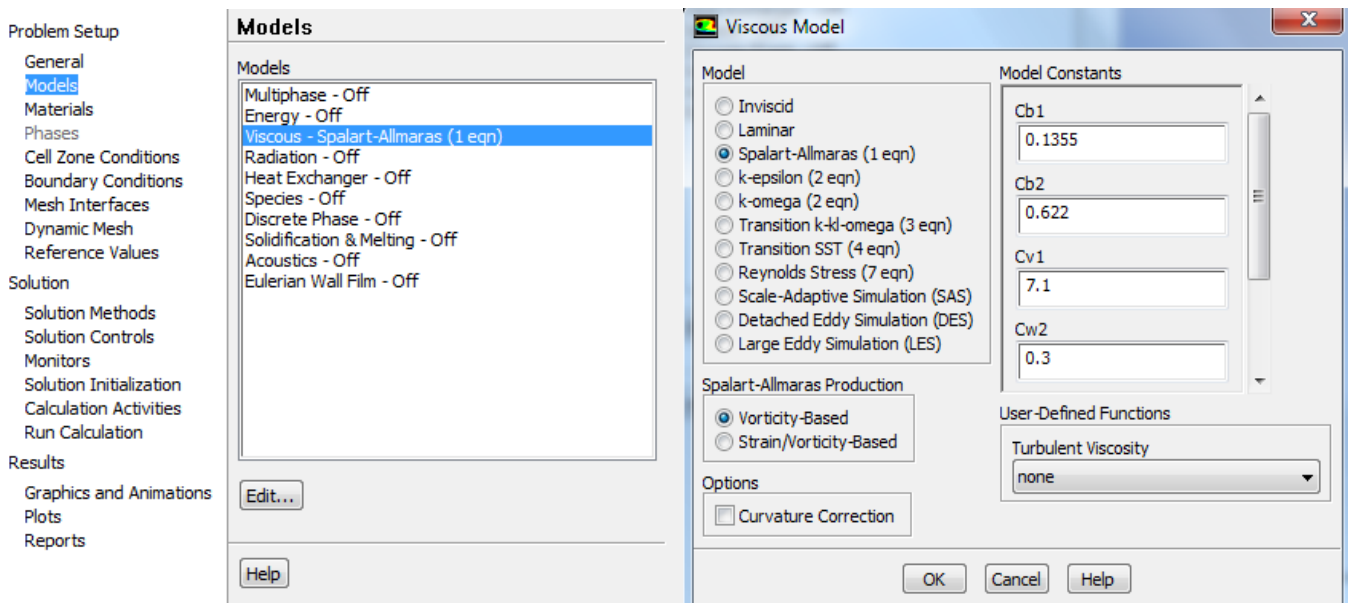 Problem Setup
General
Models
Materials
Phases
Cell Zone Conditions
Boundary Conditions
Mesh Interfaces
Dynamic Mesh
Reference Values
Solution
Solution Methods
Solution Controls
Monitors
Solution Initialization
Calculation Activities
Run Calculation
Results
Graphics and Animations
Plots
Reports
Models
Models
Multiphase - Off
Energy - Off
Viscous - Spalart-Allmaras (1 eqn)
Radiation - Off
Heat Exchanger - Off
Species - Off
Discrete Phase - Off
Solidification & Melting - Off
Acoustics - Off
Eulerian Wall Film - Off
Edit...
Help
Viscous Model
Model
Inviscid
Laminar
Spalart-Allmaras (1 eqn)
k-epsilon (2 eqn)
k-omega (2 eqn)
Transition k-kl-omega (3 eqn)
Transition SST (4 eqn)
Reynolds Stress (7 eqn)
Scale-Adaptive Simulation (SAS)
Detached Eddy Simulation (DES)
Large Eddy Simulation (LES)
Spalart-Allmaras Production
Vorticity-Based
Strain/Vorticity-Based
Options
Curvature Correction
Model Constants
Cb1
0.1355
Cb2
0.622
Cv1
7.1
Cw2
0.3
User-Defined Functions
Turbulent Viscosity
none
OK
Cancel
Help